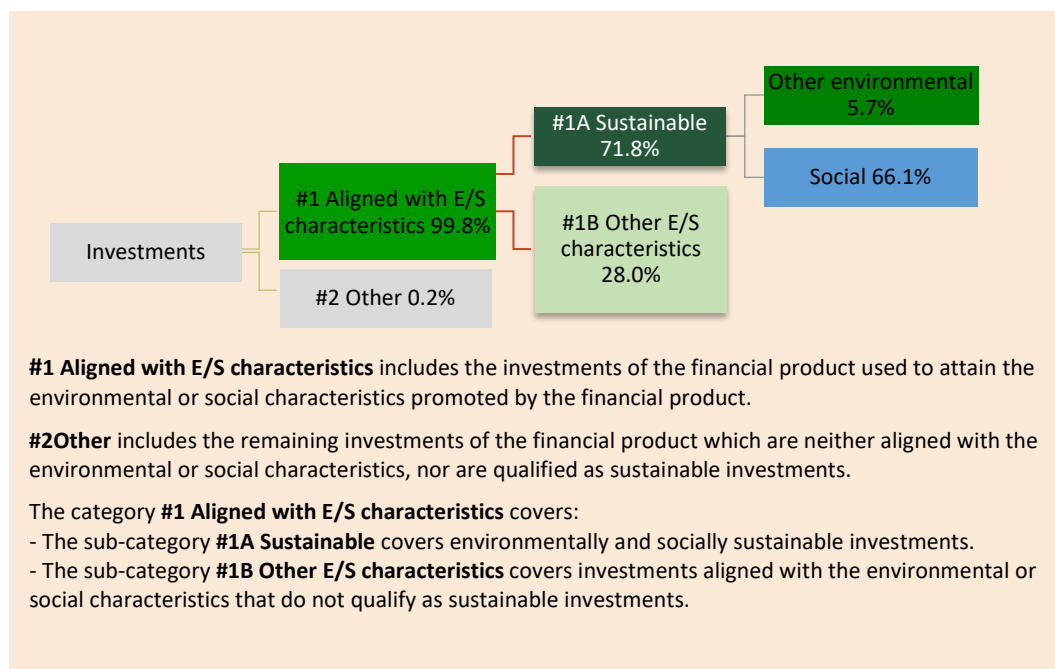 Investments
#1 Aligned with E/S
characteristics 99.8%
#2 Other 0.2%
#1A Sustainable
71.8%
#1B Other E/S
characteristics
28.0%
Other environmental
5.7%
Social 66.1%
#1 Aligned with E/S characteristics includes the investments of the financial product used to attain the
environmental or social characteristics promoted by the financial product.
#2Other includes the remaining investments of the financial product which are neither aligned with the
environmental or social characteristics, nor are qualified as sustainable investments.
The category #1 Aligned with E/S characteristics covers:
- The sub-category #1A Sustainable covers environmentally and socially sustainable investments.
- The sub-category #1B Other E/S characteristics covers investments aligned with the environmental or
social characteristics that do not qualify as sustainable investments.